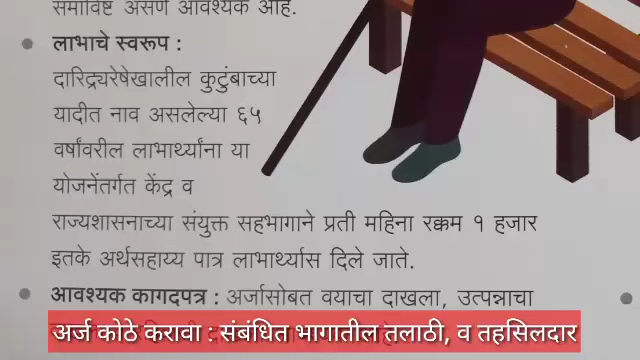 समाविष्ट असणे आवश्यक आहे.
लाभाचे स्वरूप :
दारिद्र्यरेषेखालील कुटुंबाच्या
यादीत नाव असलेल्या ६५
वर्षांवरील लाभार्थ्यांना या
योजनेंतर्गत केंद्र व
राज्यशासनाच्या संयुक्त सहभागाने प्रती महिना रक्कम १ हजार
इतके अर्थसहाय्य पात्र लाभार्थ्यास दिले जाते.
आवश्यक कागदपत्र : अर्जासोबत वयाचा दाखला, उत्पन्नाचा
अर्ज कोठे करावा : संबंधित भागातील तलाठी, व तहसिलदार